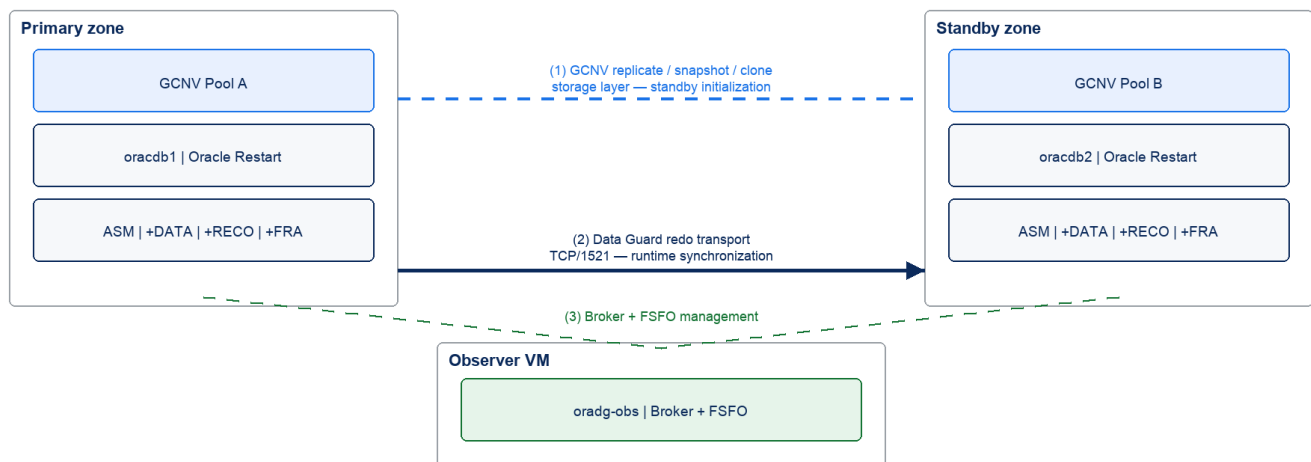 Primary zone
GCNV Pool A
oracdb1 | Oracle Restart
ASM | +DATA | +RECO | +FRA
(1) GCNV replicate / snapshot / clone
storage layer — standby initialization
(2) Data Guard redo transport
TCP/1521 — runtime synchronization
(3) Broker + FSFO management
Standby zone
GCNV Pool B
oracdb2 | Oracle Restart
ASM | +DATA | +RECO | +FRA
Observer VM
oradg-obs | Broker + FSFO